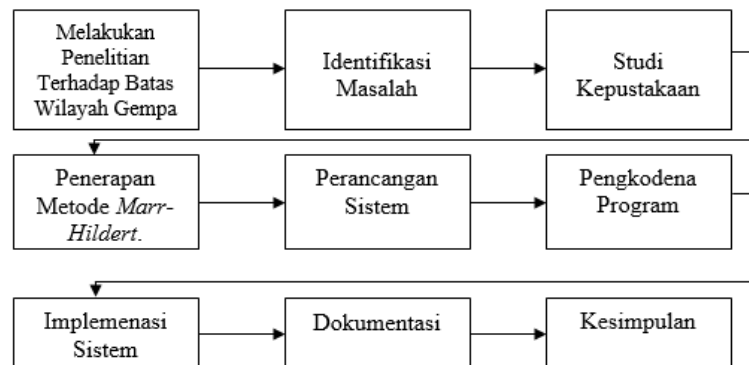 Melakukan
Penelitian
Terhadap Batas
Wilayah Gempa
Identifikasi
Masalah
Studi
Kepustakaan
Penerapan
Metode Marr-
Hildert.
Perancangan
Sistem
Pengkodena
Program
Implemenasi
Sistem
Dokumentasi
Kesimpulan